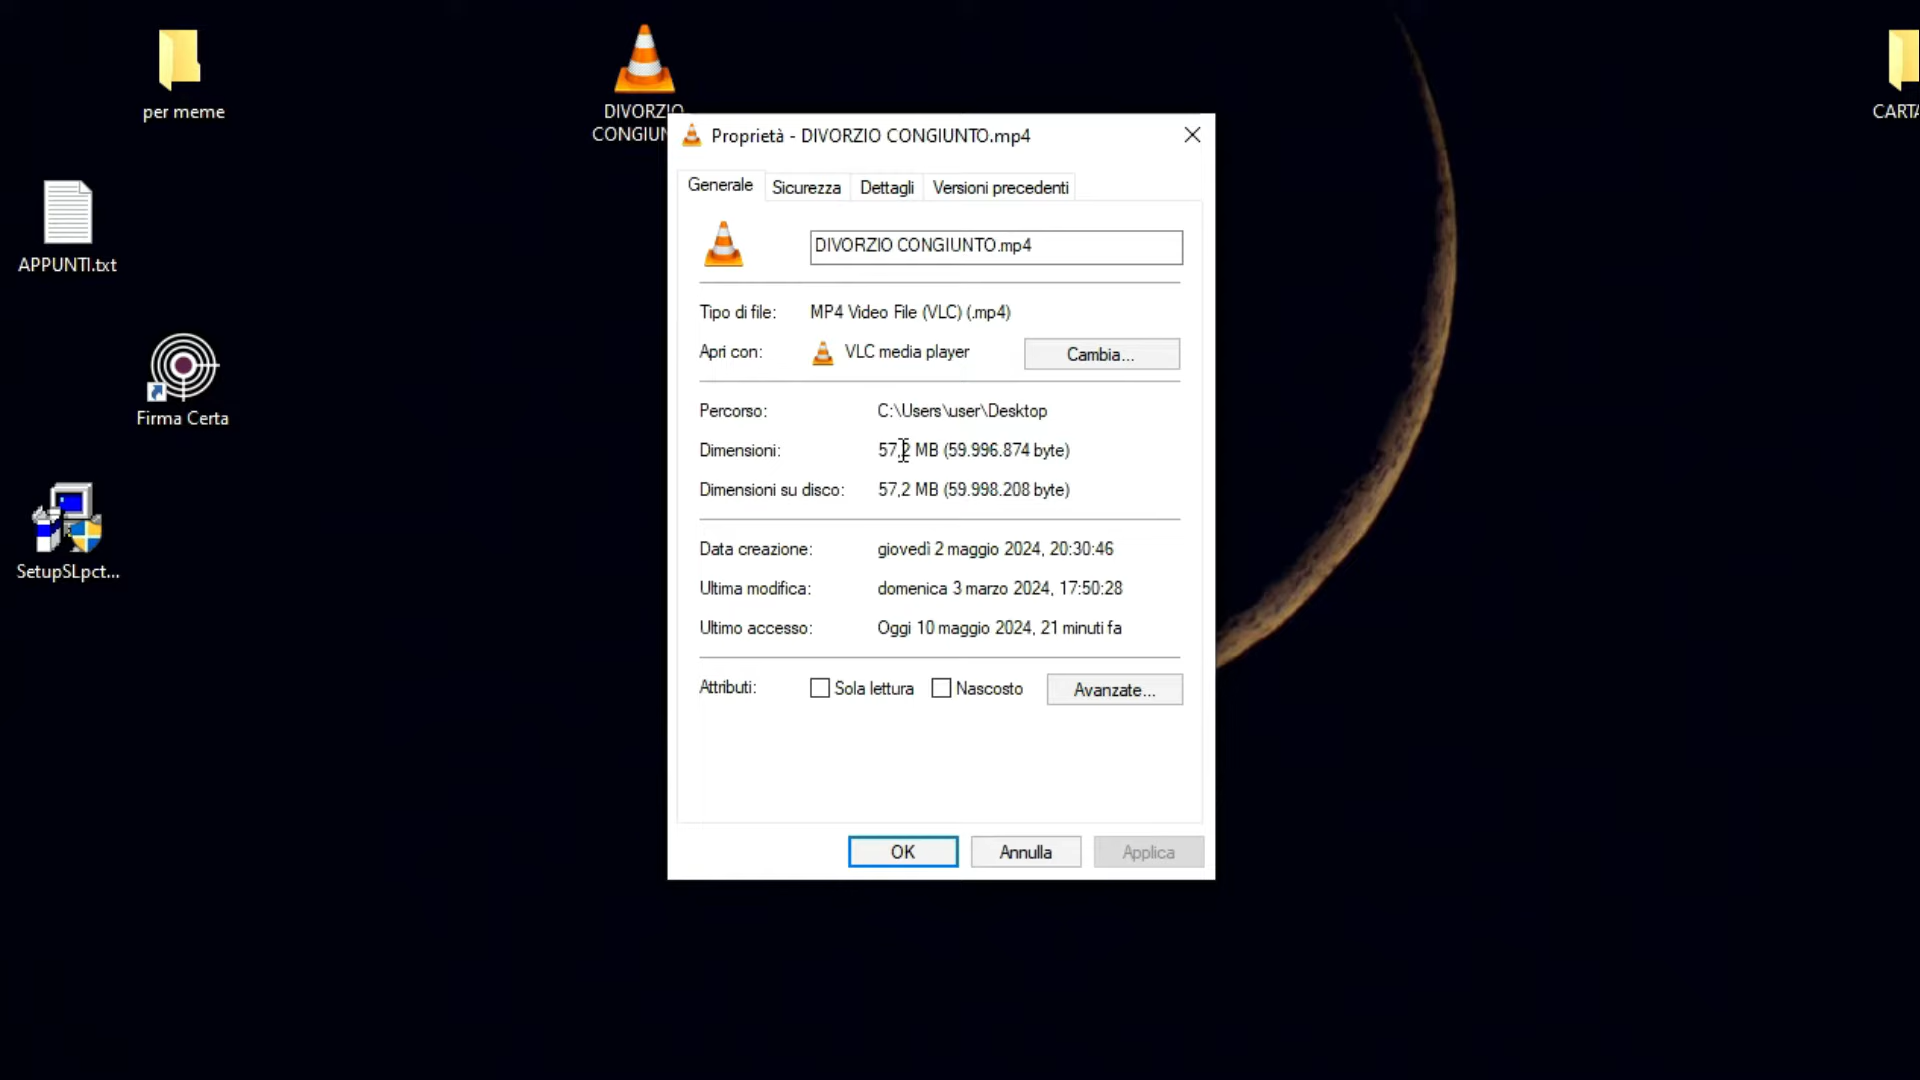 per meme
DIVORZIO
CARTA
Proprietà - DIVORZIO CONGIUNTO.mp4
Generale
Sicurezza
Dettagli
Versioni precedenti
APPUNTI.txt
DIVORZIO CONGIUNTO.mp4
Tipo di file: MP4 Video File (VLC) (.mp4)
Apri con: VLC media player
Cambia...
Firma Certa
Percorso: C:\Users\user\Desktop
Dimensioni: 57,2 MB (59.996.874 byte)
Dimensioni su disco: 57,2 MB (59.998.208 byte)
SetupSLpct...
Data creazione: giovedì 2 maggio 2024, 20:30:46
Ultima modifica: domenica 3 marzo 2024, 17:50:28
Ultimo accesso: Oggi 10 maggio 2024, 21 minuti fa
Attributi: Sola lettura Nascosto
Avanzate...
OK
Annulla
Applica